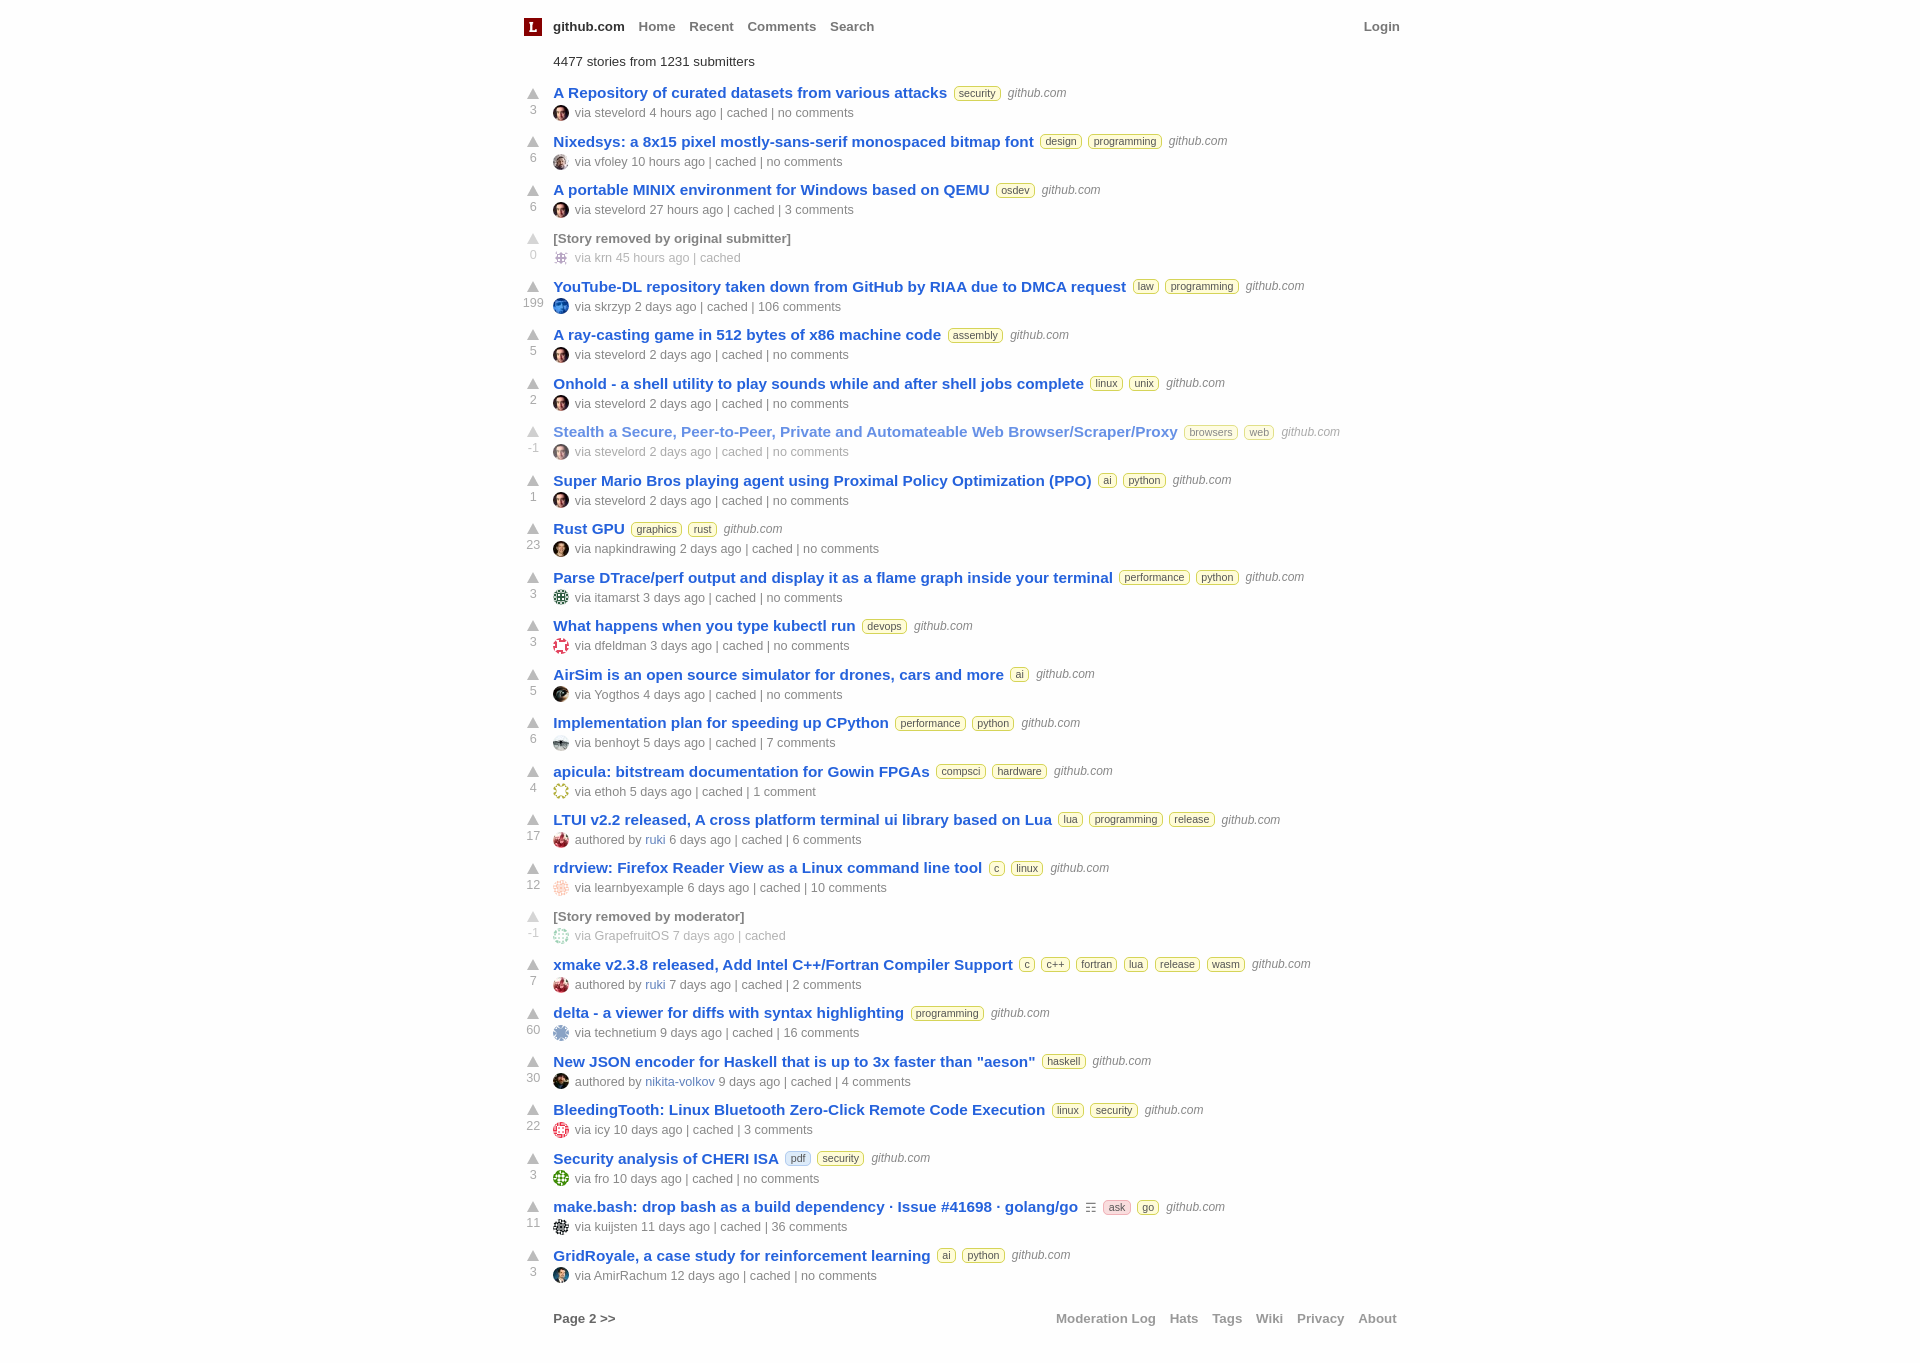 L github.com Home Recent Comments Search Login
4477 stories from 1231 submitters
A Repository of curated datasets from various attacks security github.com
3 via stevelord 4 hours ago | cached | no comments
Nixedsys: a 8x15 pixel mostly-sans-serif monospaced bitmap font design programming github.com
6 via vfoley 10 hours ago | cached | no comments
A portable MINIX environment for Windows based on QEMU osdev github.com
6 via stevelord 27 hours ago | cached | 3 comments
[Story removed by original submitter]
0 via krn 45 hours ago | cached
YouTube-DL repository taken down from GitHub by RIAA due to DMCA request law programming github.com
199 via skrzyp 2 days ago | cached | 106 comments
A ray-casting game in 512 bytes of x86 machine code assembly github.com
5 via stevelord 2 days ago | cached | no comments
Onhold - a shell utility to play sounds while and after shell jobs complete linux unix github.com
2 via stevelord 2 days ago | cached | no comments
Stealth a Secure, Peer-to-Peer, Private and Automateable Web Browser/Scraper/Proxy browsers web github.com
-1 via stevelord 2 days ago | cached | no comments
Super Mario Bros playing agent using Proximal Policy Optimization (PPO) ai python github.com
1 via stevelord 2 days ago | cached | no comments
Rust GPU graphics rust github.com
23 via napkindrawing 2 days ago | cached | no comments
Parse DTrace/perf output and display it as a flame graph inside your terminal performance python github.com
3 via itamarst 3 days ago | cached | no comments
What happens when you type kubectl run devops github.com
3 via dfeldman 3 days ago | cached | no comments
AirSim is an open source simulator for drones, cars and more ai github.com
5 via Yogthos 4 days ago | cached | no comments
Implementation plan for speeding up CPython performance python github.com
6 via benhoyt 5 days ago | cached | 7 comments
apicula: bitstream documentation for Gowin FPGAs compsci hardware github.com
4 via ethoh 5 days ago | cached | 1 comment
LTUI v2.2 released, A cross platform terminal ui library based on Lua lua programming release github.com
17 authored by ruki 6 days ago | cached | 6 comments
rdrview: Firefox Reader View as a Linux command line tool c linux github.com
12 via learnbyexample 6 days ago | cached | 10 comments
[Story removed by moderator]
-1 via GrapefruitOS 7 days ago | cached
xmake v2.3.8 released, Add Intel C++/Fortran Compiler Support c c++ fortran lua release wasm github.com
7 authored by ruki 7 days ago | cached | 2 comments
delta - a viewer for diffs with syntax highlighting programming github.com
60 via technetium 9 days ago | cached | 16 comments
New JSON encoder for Haskell that is up to 3x faster than "aeson" haskell github.com
30 authored by nikita-volkov 9 days ago | cached | 4 comments
BleedingTooth: Linux Bluetooth Zero-Click Remote Code Execution linux security github.com
22 via icy 10 days ago | cached | 3 comments
Security analysis of CHERI ISA pdf security github.com
3 via fro 10 days ago | cached | no comments
make.bash: drop bash as a build dependency · Issue #41698 · golang/go ☶ ask go github.com
11 via kuijsten 11 days ago | cached | 36 comments
GridRoyale, a case study for reinforcement learning ai python github.com
3 via AmirRachum 12 days ago | cached | no comments
Page 2 >> Moderation Log Hats Tags Wiki Privacy About